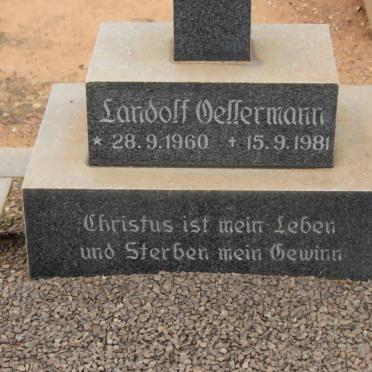 Landolf Oellermann
* 28.9.1960 ✝ 15.9.1981
Christus ist mein Leben
und Sterben mein Gewinn